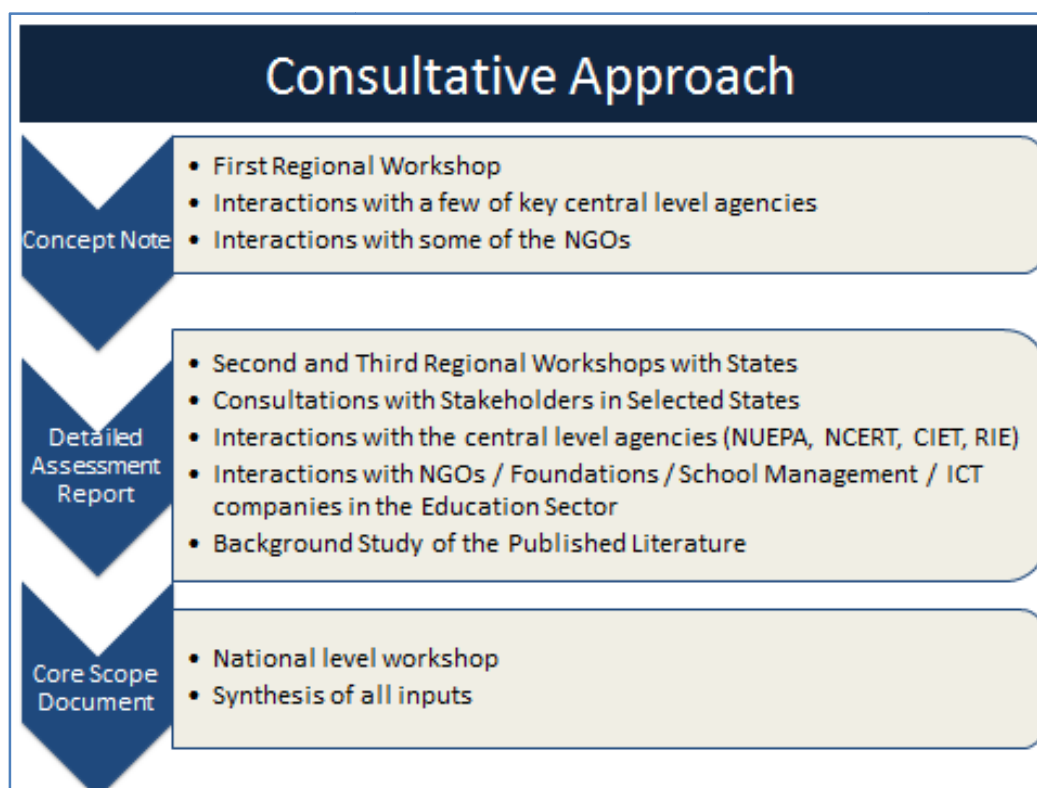 Consultative Approach
Concept Note
• First Regional Workshop
• Interactions with a few of key central level agencies
• Interactions with some of the NGOs
Detailed
Assessment
Report
• Second and Third Regional Workshops with States
• Consultations with Stakeholders in Selected States
• Interactions with the central level agencies (NUEPA, NCERT, CIET, RIE)
• Interactions with NGOs / Foundations / School Management / ICT
companies in the Education Sector
• Background Study of the Published Literature
Core Scope
Document
• National level workshop
• Synthesis of all inputs